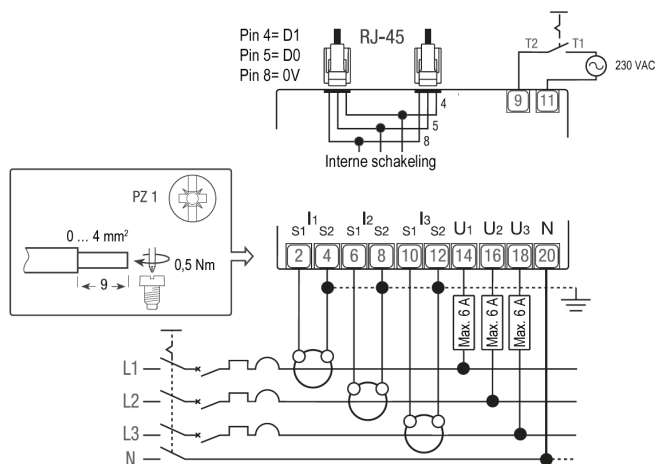 Pin 4= D1
Pin 5= D0
Pin 8= 0V
RJ-45
T2
T1
230 VAC
9
11
4
5
8
Interne schakeling
PZ 1
0 ... 4 mm²
0,5 Nm
9
I1 I2 I3 U1 U2 U3 N
S1 S2 S1 S2 S1 S2
2 4 6 8 10 12 14 16 18 20
Max. 6 A
Max. 6 A
Max. 6 A
L1
L2
L3
N